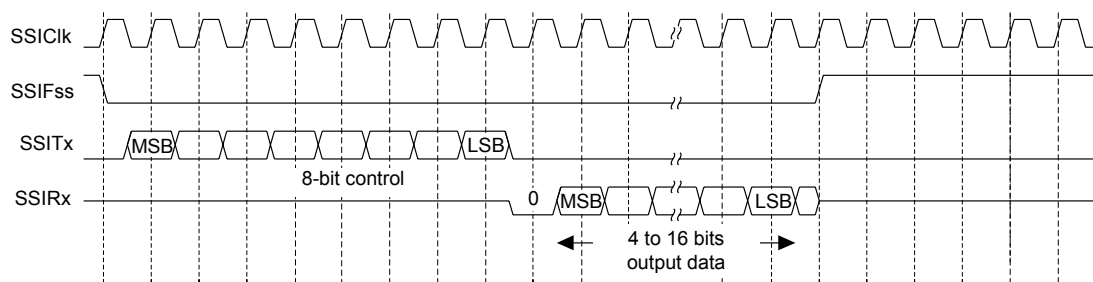 SSIClk
SSIFss
SSITx MSB LSB
8-bit control
SSIRx 0 MSB LSB
4 to 16 bits
output data